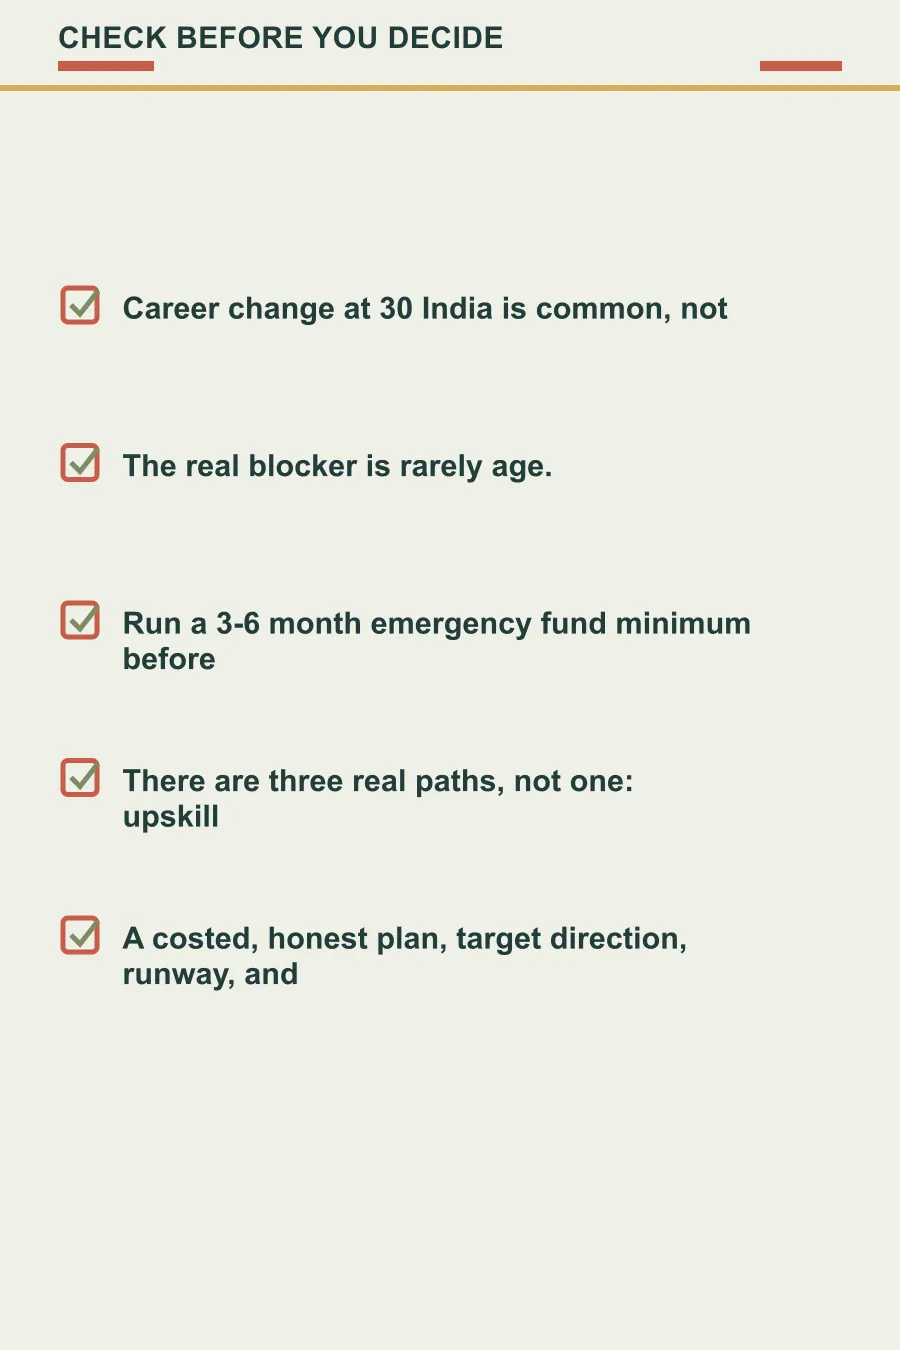 CHECK BEFORE YOU DECIDE
Career change at 30 India is common, not
The real blocker is rarely age.
Run a 3-6 month emergency fund minimum
before
There are three real paths, not one:
upskill
A costed, honest plan, target direction,
runway, and